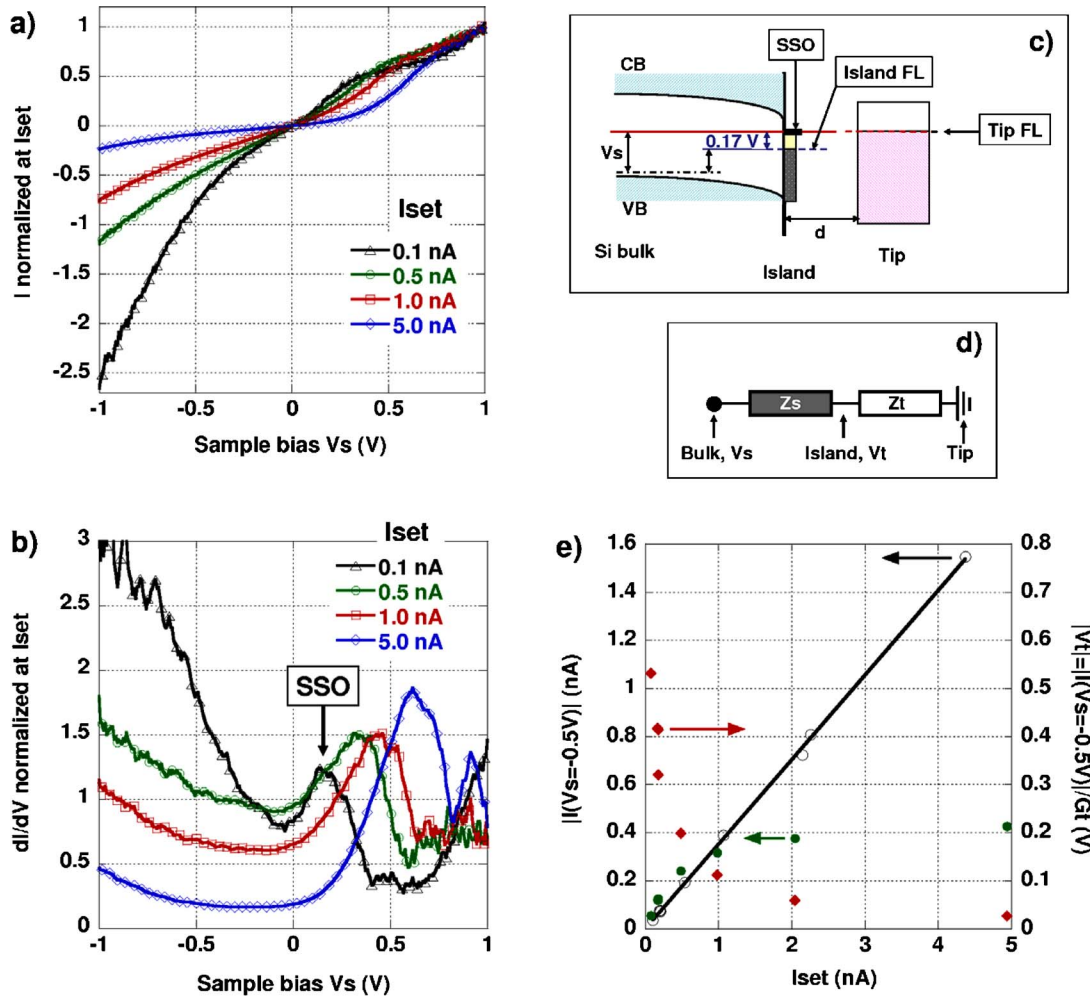 a)
I normalized at Iset
1
0.5
0
-0.5
-1
-1.5
-2
-2.5
Iset
0.1 nA
0.5 nA
1.0 nA
5.0 nA
-1 -0.5 0 0.5 1
Sample bias Vs (V)
b)
dI/dV normalized at Iset
3
2.5
2
1.5
1
0.5
0
Iset
0.1 nA
0.5 nA
1.0 nA
5.0 nA
SSO
-1 -0.5 0 0.5 1
Sample bias Vs (V)
c)
SSO
CB
Island FL
Vs
0.17 V
Tip FL
VB
d
Si bulk
Island
Tip
d)
Zs
Zt
Bulk, Vs
Island, Vt
Tip
e)
|I(Vs=-0.5V)| (nA)
1.6
1.4
1.2
1
0.8
0.6
0.4
0.2
0
0.8
0.7
0.6
0.5
0.4
0.3
0.2
0.1
0
|Vt|=|I(Vs=-0.5V)|/Gt (V)
0 1 2 3 4 5
Iset (nA)